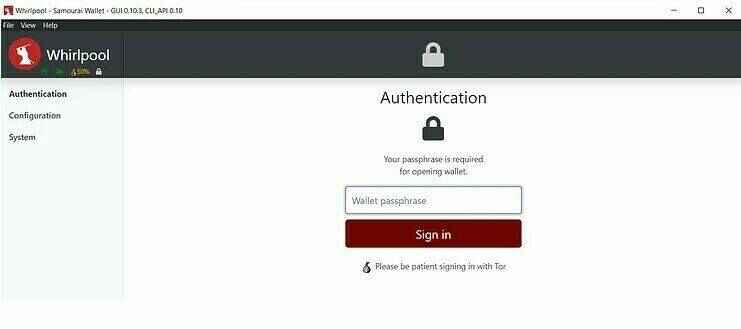 Whirlpool - Samourai Wallet - GUI 0.10.3, CLI_API 0.10
File View Help
Whirlpool
50%
Authentication
Configuration
System
Authentication
Your passphrase is required
for opening wallet.
Wallet passphrase
Sign in
Please be patient signing in with Tor